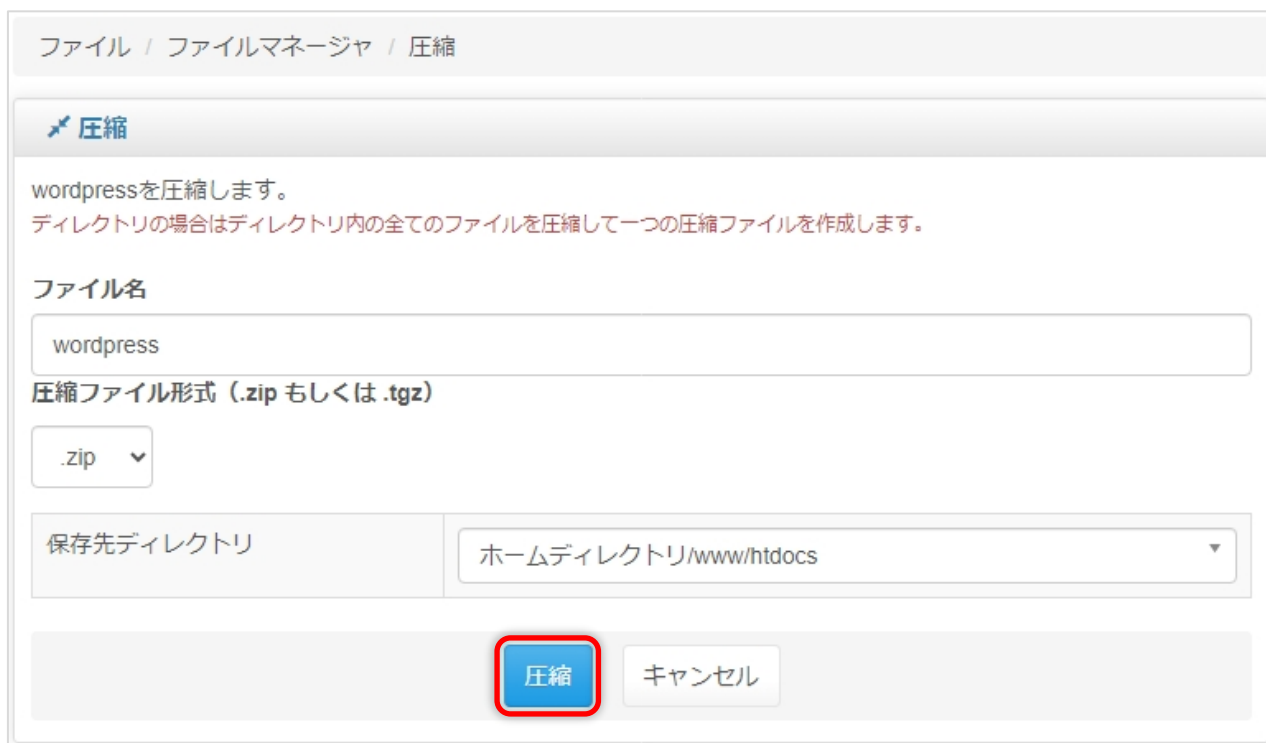 ファイル / ファイルマネージャ / 圧縮
圧縮
wordpressを圧縮します。
ディレクトリの場合はディレクトリ内の全てのファイルを圧縮して一つの圧縮ファイルを作成します。
ファイル名
wordpress
圧縮ファイル形式（.zip もしくは .tgz）
.zip
保存先ディレクトリ ホームディレクトリ/www/htdocs
圧縮 キャンセル